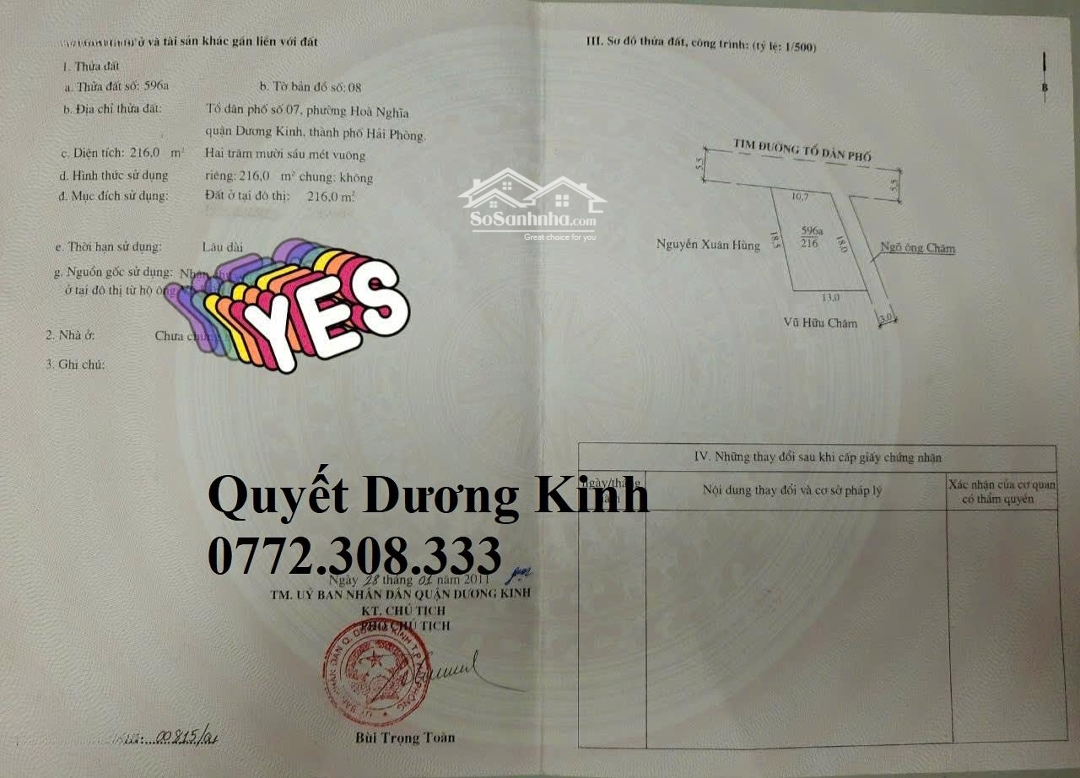 ở và tài sản khác gắn liền với đất
1. Thửa đất
a. Thửa đất số: 596a b. Tờ bản đồ số: 08
b. Địa chỉ thửa đất: Tổ dân phố số 07, phường Hoà Nghĩa
quận Dương Kinh, thành phố Hải Phòng.
c. Diện tích: 216,0 m² Hai trăm mười sáu mét vuông
d. Hình thức sử dụng riêng: 216,0 m² chung: không
đ. Mục đích sử dụng: Đất ở tại đô thị: 216,0 m²
e. Thời hạn sử dụng: Lâu dài
g. Nguồn gốc sử dụng: Nhận
ở tại đô thị từ hộ ông
2. Nhà ở: Chưa
3. Ghi chú:
YES
Quyết Dương Kinh
0772.308.333
Ngày 28 tháng 01 năm 2011
TM. UỶ BAN NHÂN DÂN QUẬN DƯƠNG KINH
KT. CHỦ TỊCH
PHÓ CHỦ TỊCH
Bùi Trọng Toàn
00815/01
III. Sơ đồ thửa đất, công trình: (tỷ lệ: 1/500)
B
TIM ĐƯỜNG TỔ DÂN PHỐ
5,5
5,5
10,7
596a
216
18,5
18,0
Nguyễn Xuân Hùng
Ngõ ông Châm
13,0
3,0
Vũ Hữu Châm
SoSanhnha.com
Great choice for you
IV. Những thay đổi sau khi cấp giấy chứng nhận
Ngày/tháng
Nội dung thay đổi và cơ sở pháp lý
Xác nhận của cơ quan
có thẩm quyền